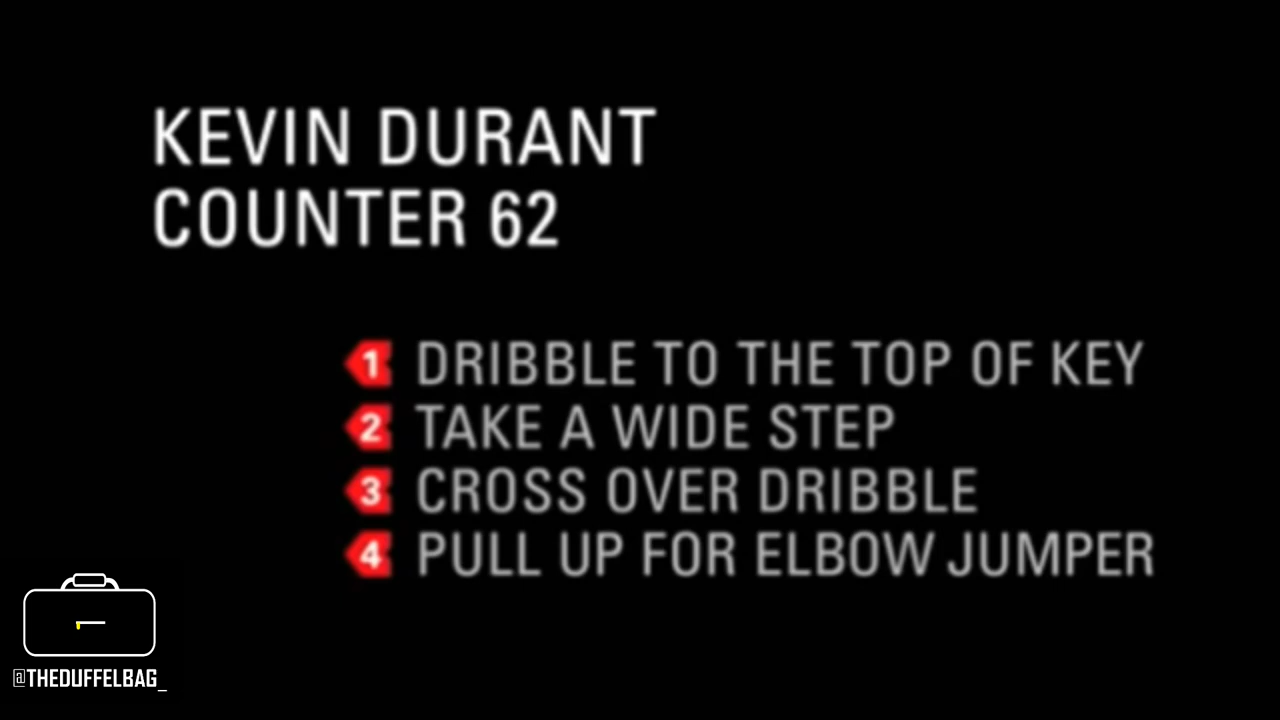 KEVIN DURANT
COUNTER 62
1 DRIBBLE TO THE TOP OF KEY
2 TAKE A WIDE STEP
3 CROSS OVER DRIBBLE
4 PULL UP FOR ELBOW JUMPER
@THEDUFFELBAG_